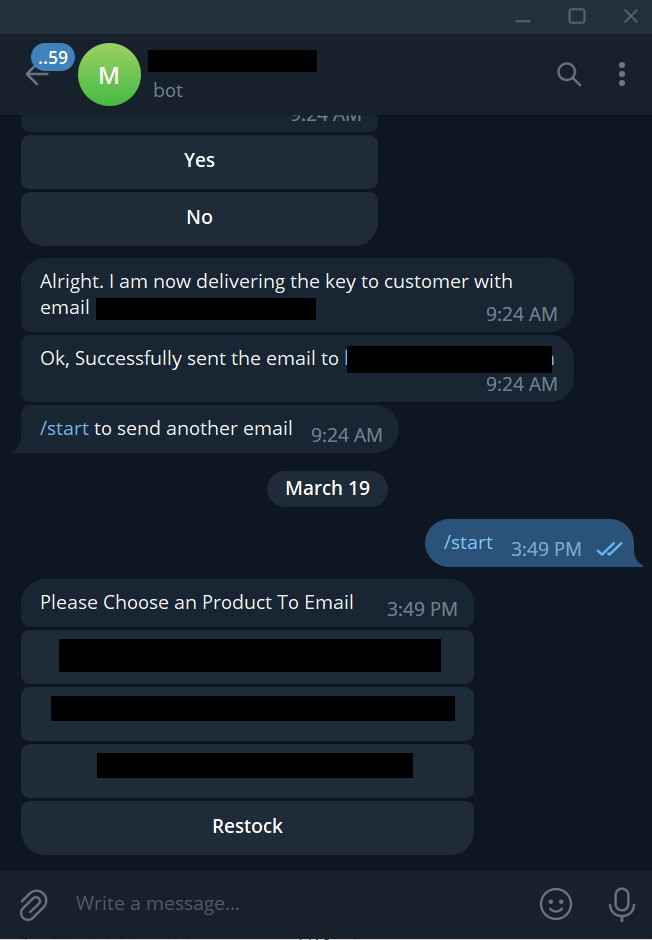 ..59
M
bot
9:24 AM
Yes
No
Alright. I am now delivering the key to customer with
email
9:24 AM
Ok, Successfully sent the email to
9:24 AM
/start to send another email 9:24 AM
March 19
/start 3:49 PM
Please Choose an Product To Email 3:49 PM
Restock
Write a message...